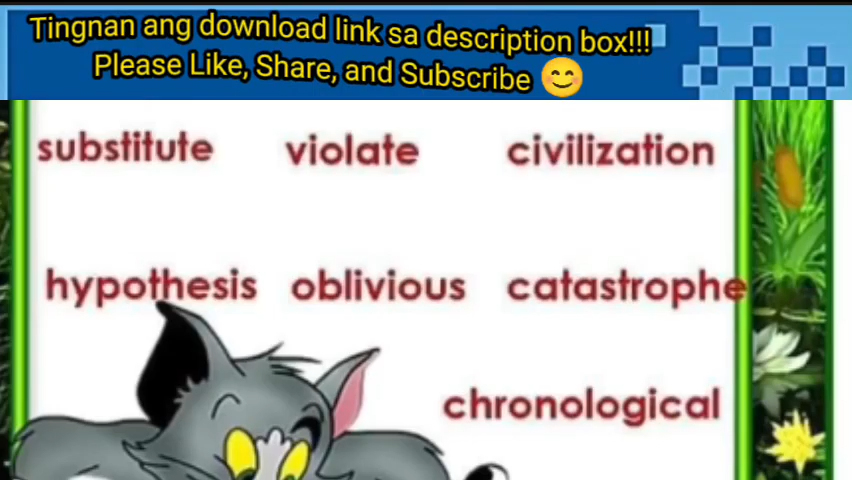 Tingnan ang download link sa description box!!!
Please Like, Share, and Subscribe 😊
substitute violate civilization
hypothesis oblivious catastrophe
chronological